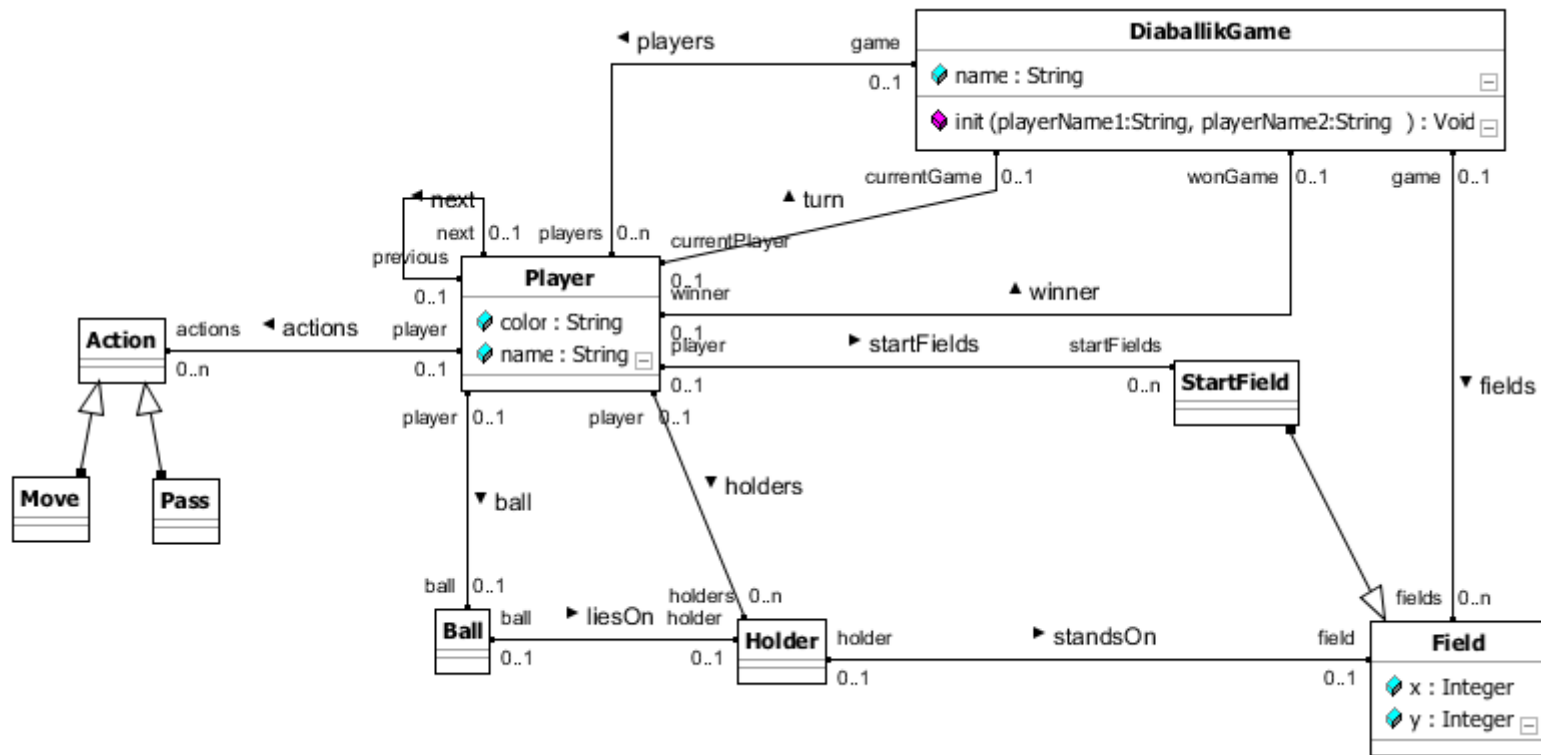 DiaballikGame
name : String
init (playerName1:String, playerName2:String ) : Void
players
game
0..1
currentGame
0..1
wonGame
0..1
game
0..1
turn
next
next
0..1
previous
0..1
players
0..n
currentPlayer
0..1
winner
0..1
winner
Player
color : String
name : String
Action
actions
0..n
actions
player
0..1
player
0..1
startFields
startFields
0..n
StartField
fields
player
0..1
player
0..1
Move
Pass
ball
holders
ball
0..1
holders
0..n
fields
0..n
Ball
ball
0..1
liesOn
holder
0..1
Holder
holder
0..1
standsOn
field
0..1
Field
x : Integer
y : Integer